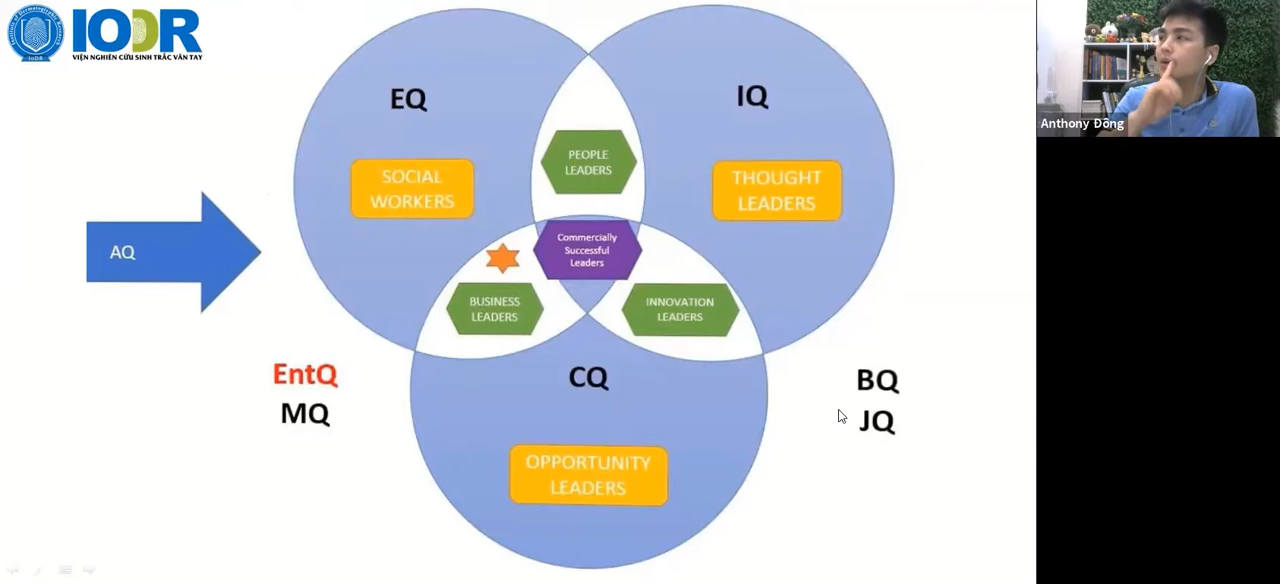 IODR
VIỆN NGHIÊN CỨU SINH TRẮC VÂN TAY
IoDR
EQ
IQ
PEOPLE
LEADERS
SOCIAL
WORKERS
THOUGHT
LEADERS
AQ
Commercially
Successful
Leaders
BUSINESS
LEADERS
INNOVATION
LEADERS
EntQ
MQ
CQ
BQ
JQ
OPPORTUNITY
LEADERS
Anthony Đông